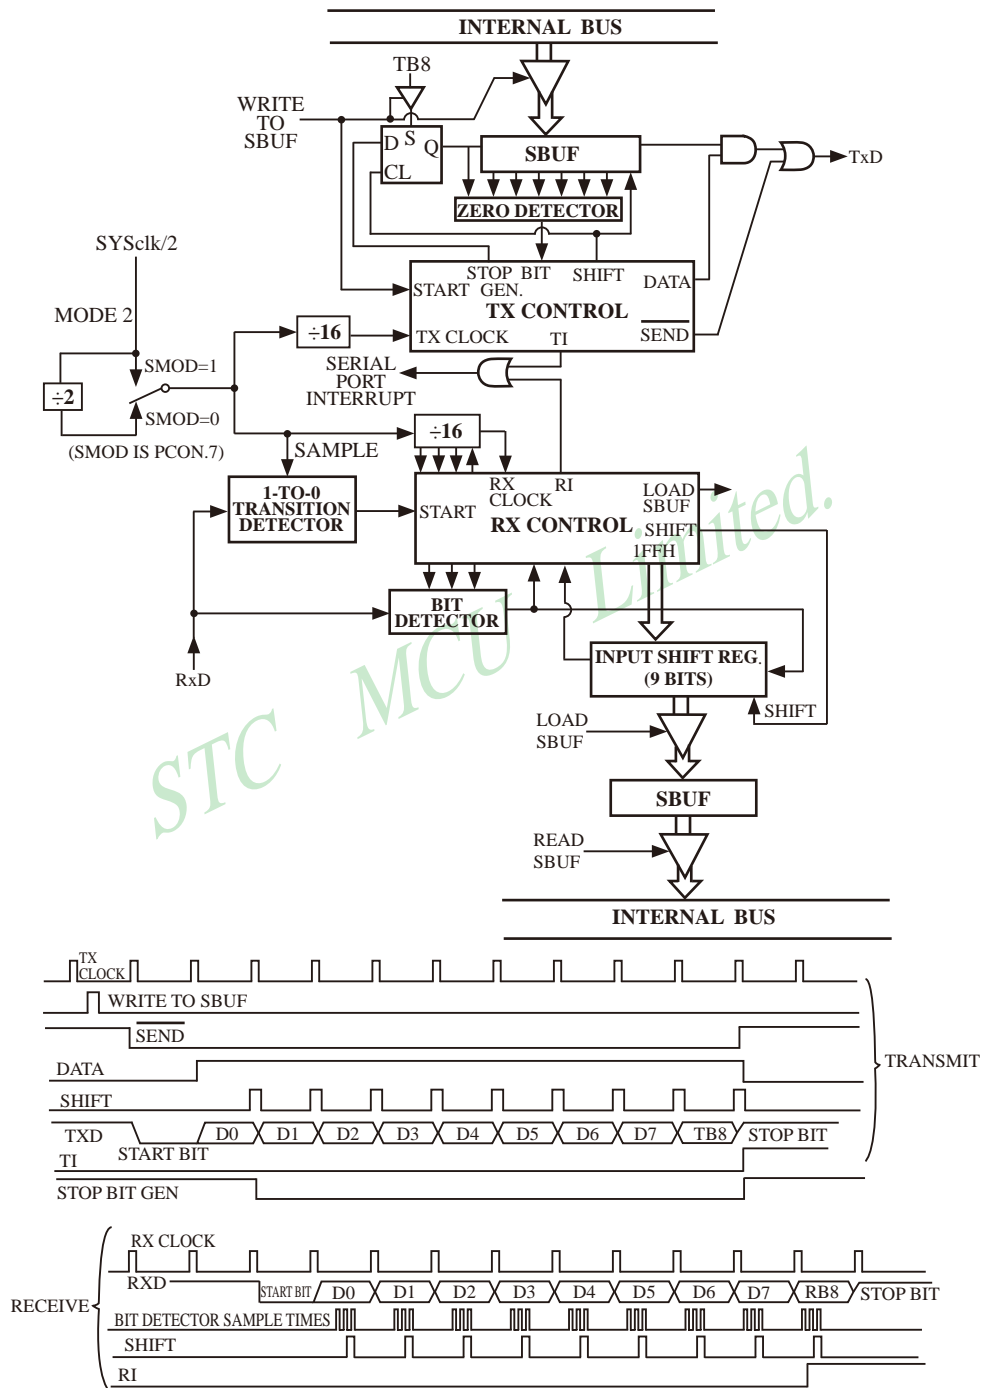 INTERNAL BUS
TB8
WRITE
TO
SBUF
D S Q
CL
SBUF
TxD
ZERO DETECTOR
SYSclk/2
STOP BIT SHIFT
START GEN. DATA
TX CONTROL
MODE 2
÷16
TX CLOCK TI SEND
SERIAL
PORT
INTERRUPT
SMOD=1
÷2
SMOD=0
(SMOD IS PCON.7)
SAMPLE
÷16
1-TO-0
TRANSITION
DETECTOR
RX
CLOCK
RI
LOAD
SBUF
START
RX CONTROL
SHIFT
1FFH
BIT
DETECTOR
RxD
INPUT SHIFT REG.
(9 BITS)
SHIFT
LOAD
SBUF
SBUF
READ
SBUF
INTERNAL BUS
STC MCU Limited.
TX
CLOCK
WRITE TO SBUF
SEND
DATA
TRANSMIT
SHIFT
TXD START BIT D0 D1 D2 D3 D4 D5 D6 D7 TB8 STOP BIT
TI
STOP BIT GEN
RX CLOCK
RXD START BIT D0 D1 D2 D3 D4 D5 D6 D7 RB8 STOP BIT
RECEIVE
BIT DETECTOR SAMPLE TIMES
SHIFT
RI